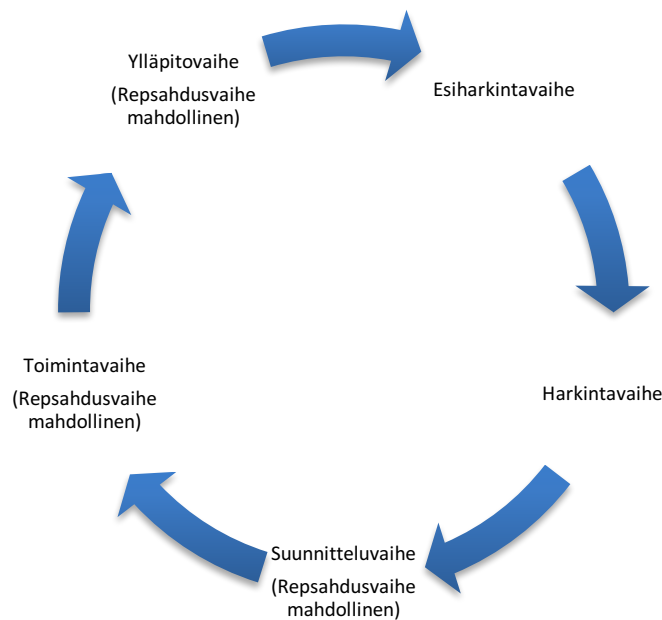 Ylläpitovaihe
(Repsahdusvaihe
mahdollinen)
Esiharkintavaihe
Harkintavaihe
Suunnitteluvaihe
(Repsahdusvaihe
mahdollinen)
Toimintavaihe
(Repsahdusvaihe
mahdollinen)